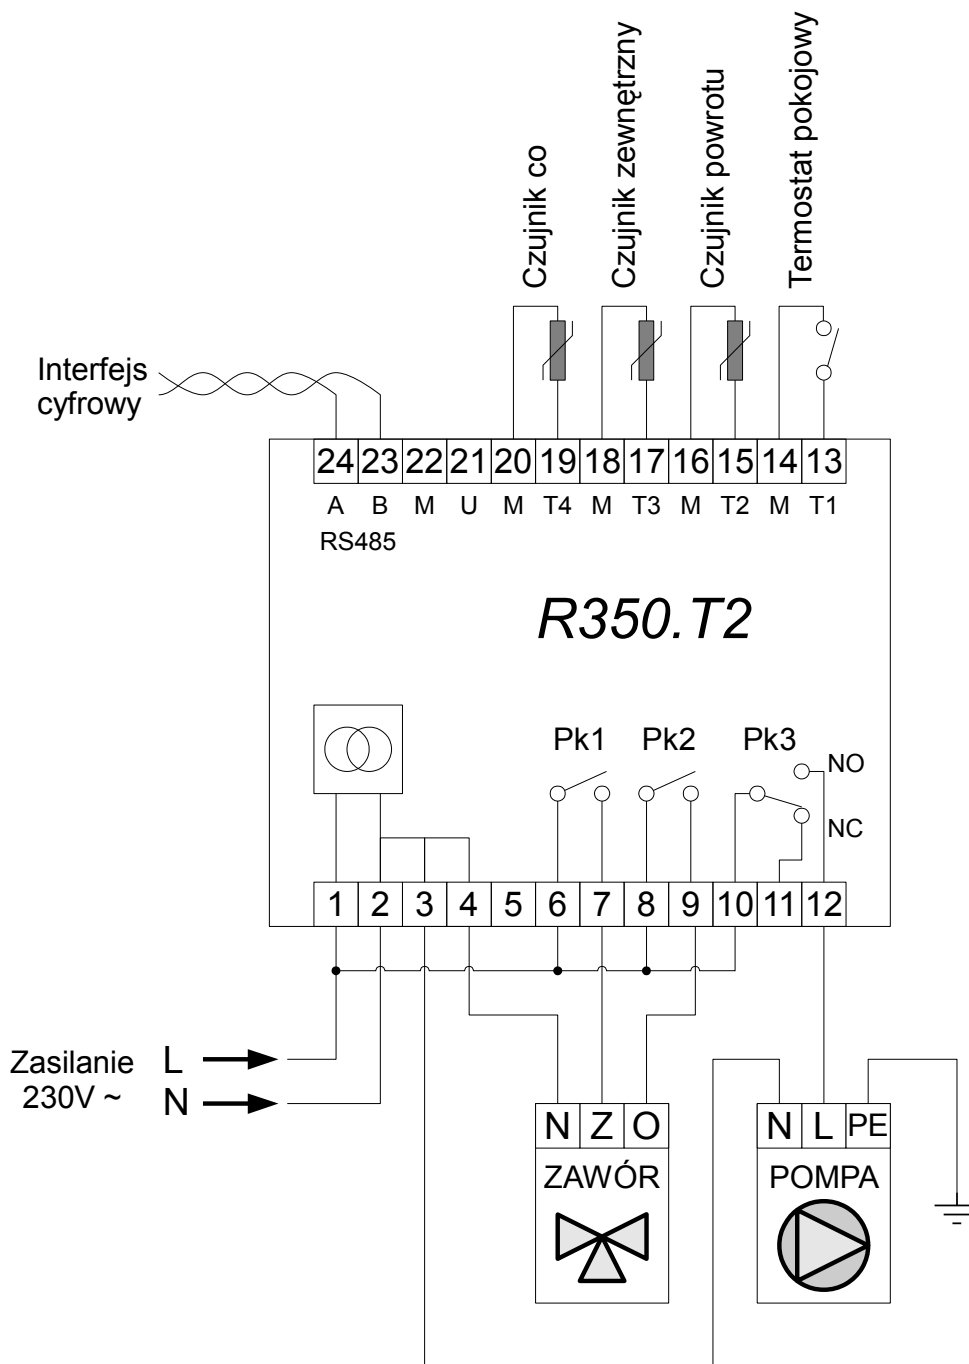 Czujnik co
Czujnik zewnętrzny
Czujnik powrotu
Termostat pokojowy
Interfejs
cyfrowy
24 23 22 21 20 19 18 17 16 15 14 13
A B M U M T4 M T3 M T2 M T1
RS485
R350.T2
Pk1 Pk2 Pk3
NO
NC
1 2 3 4 5 6 7 8 9 10 11 12
Zasilanie L
230V ~ N
N Z O
ZAWÓR
N L PE
POMPA